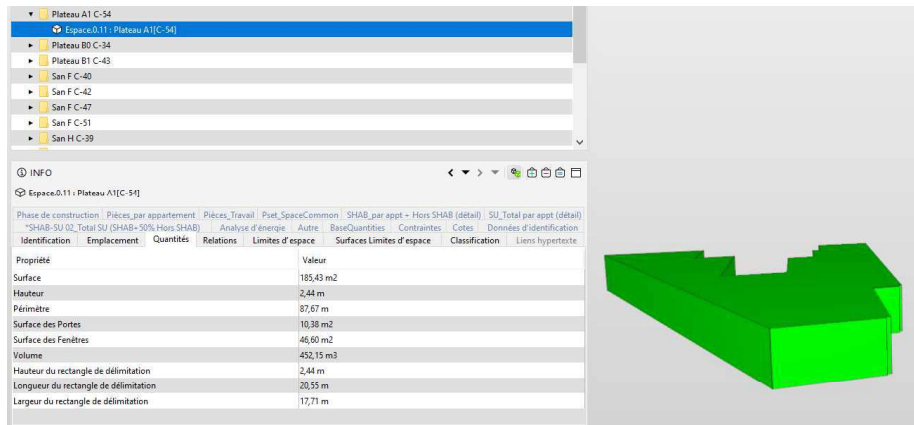 Plateau A1 C-54
Espace.0.11 : Plateau A1[C-54]
Plateau B0 C-34
Plateau B1 C-43
San F C-40
San F C-42
San F C-47
San F C-51
San H C-39
INFO
Espace.0.11 : Plateau A1[C-54]
Phase de construction Pièces_par appartement Pièces_Travail Pset_SpaceCommon SHAB_par appt + Hors SHAB (détail) SU_Total par appt (détail)
*SHAB-SU 02_Total SU (SHAB+50% Hors SHAB) Analyse d'énergie Autre BaseQuantities Contraintes Cotes Données d'identification
Identification Emplacement Quantités Relations Limites d'espace Surfaces Limites d'espace Classification Liens hypertexte
Propriété Valeur
Surface 185,43 m2
Hauteur 2,44 m
Périmètre 87,67 m
Surface des Portes 10,38 m2
Surface des Fenêtres 46,60 m2
Volume 452,15 m3
Hauteur du rectangle de délimitation 2,44 m
Longueur du rectangle de délimitation 20,55 m
Largeur du rectangle de délimitation 17,71 m